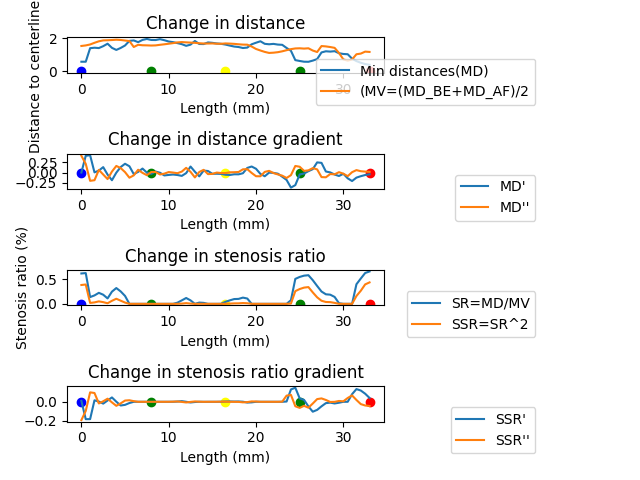 Change in distance
Distance to centerline
2
0
0 10 20 30
Length (mm)
Min distances(MD)
(MV=(MD_BE+MD_AF)/2
Change in distance gradient
0.25
0.00
−0.25
0 10 20 30
Length (mm)
MD'
MD''
Change in stenosis ratio
Stenosis ratio (%)
0.5
0.0
0 10 20 30
Length (mm)
SR=MD/MV
SSR=SR^2
Change in stenosis ratio gradient
0.0
−0.2
0 10 20 30
Length (mm)
SSR'
SSR''